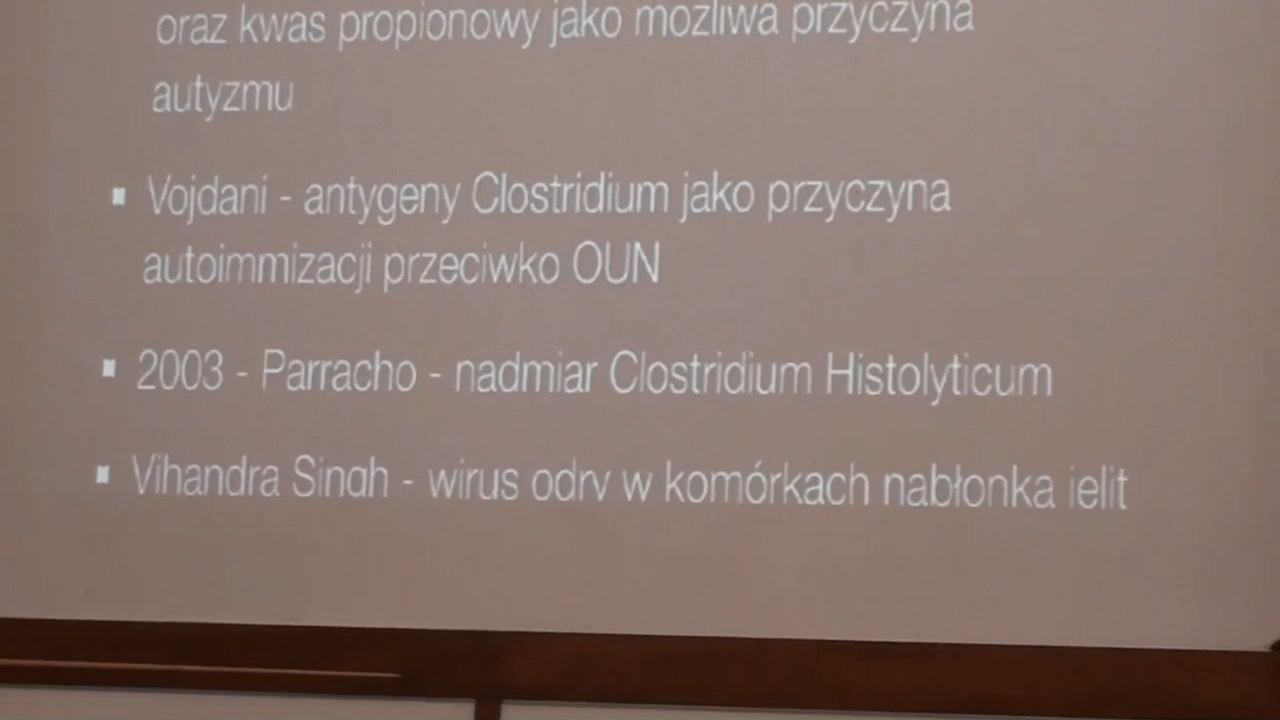 oraz kwas propionowy jako możliwa przyczyna
autyzmu
Vojdani - antygeny Clostridium jako przyczyna
autoimmizacji przeciwko OUN
2003 - Parracho - nadmiar Clostridium Histolyticum
Vihandra Singh - wirus odry w komórkach nabłonka jelit